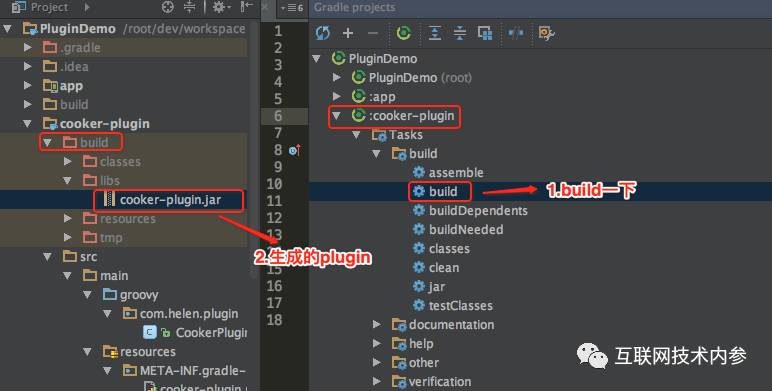 Project
Gradle projects
≡6
PluginDemo /root/dev/workspace
.gradle
.idea
app
build
cooker-plugin
build
classes
libs
cooker-plugin.jar
resources
tmp
src
main
groovy
com.helen.plugin
CookerPlugin
resources
META-INF.gradle-
1
2
3
4
5
6
7
8
9
10
11
12
13
15
16
17
18
2.生成的plugin
PluginDemo
PluginDemo (root)
:app
:cooker-plugin
Tasks
build
assemble
build
1.build一下
buildDependents
buildNeeded
classes
clean
jar
testClasses
documentation
help
other
verification
互联网技术内参